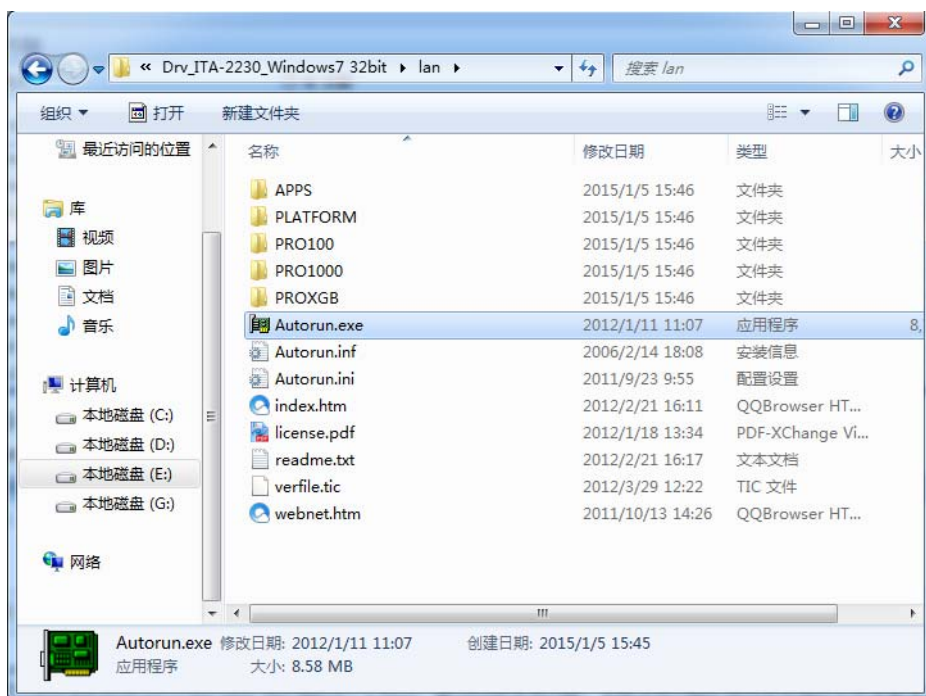 « Drv_ITA-2230_Windows7 32bit ▸ lan ▸ 搜索 lan
组织 打开 新建文件夹
最近访问的位置
库
视频
图片
文档
音乐
计算机
本地磁盘 (C:)
本地磁盘 (D:)
本地磁盘 (E:)
本地磁盘 (G:)
网络
名称 修改日期 类型 大小
APPS 2015/1/5 15:46 文件夹
PLATFORM 2015/1/5 15:46 文件夹
PRO100 2015/1/5 15:46 文件夹
PRO1000 2015/1/5 15:46 文件夹
PROXGB 2015/1/5 15:46 文件夹
Autorun.exe 2012/1/11 11:07 应用程序 8,
Autorun.inf 2006/2/14 18:08 安装信息
Autorun.ini 2011/9/23 9:55 配置设置
index.htm 2012/2/21 16:11 QQBrowser HT...
license.pdf 2012/1/18 13:34 PDF-XChange Vi...
readme.txt 2012/2/21 16:17 文本文档
verfile.tic 2012/3/29 12:22 TIC 文件
webnet.htm 2011/10/13 14:26 QQBrowser HT...
Autorun.exe 修改日期: 2012/1/11 11:07 创建日期: 2015/1/5 15:45
应用程序 大小: 8.58 MB